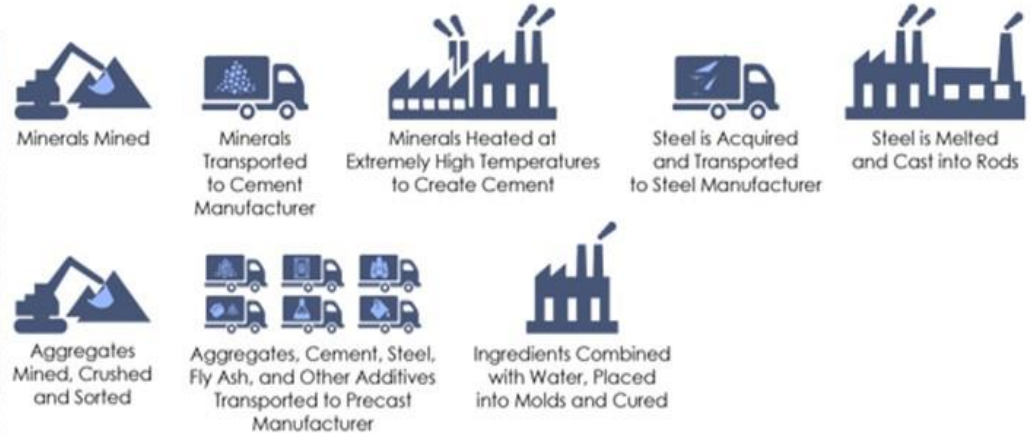 Minerals Mined
Minerals
Transported
to Cement
Manufacturer
Minerals Heated at
Extremely High Temperatures
to Create Cement
Steel is Acquired
and Transported
to Steel Manufacturer
Steel is Melted
and Cast into Rods
Aggregates
Mined, Crushed
and Sorted
Aggregates, Cement, Steel,
Fly Ash, and Other Additives
Transported to Precast
Manufacturer
Ingredients Combined
with Water, Placed
into Molds and Cured